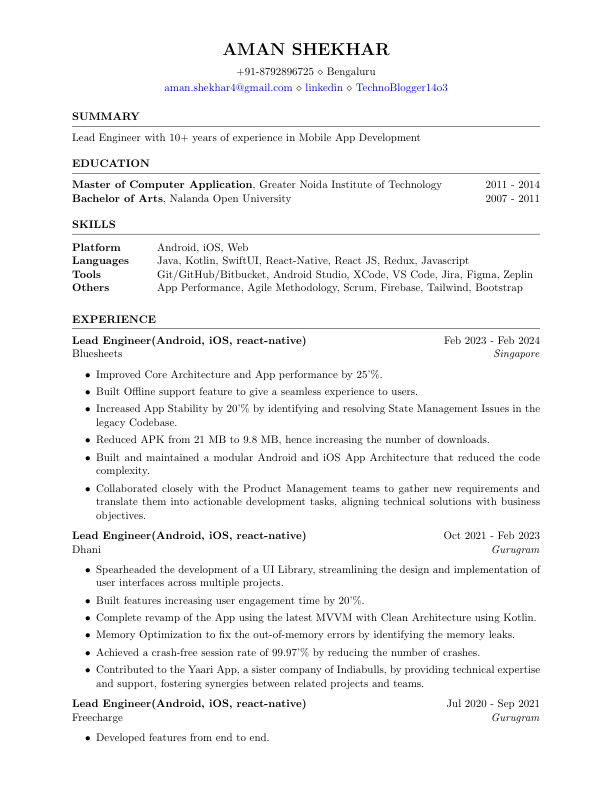 AMAN SHEKHAR
+91-8792896725 ⋄ Bengaluru
aman.shekhar4@gmail.com ⋄ linkedin ⋄ TechnoBlogger14o3
SUMMARY
Lead Engineer with 10+ years of experience in Mobile App Development
EDUCATION
Master of Computer Application, Greater Noida Institute of Technology 2011 - 2014
Bachelor of Arts, Nalanda Open University 2007 - 2011
SKILLS
Platform Android, iOS, Web
Languages Java, Kotlin, SwiftUI, React-Native, React JS, Redux, Javascript
Tools Git/GitHub/Bitbucket, Android Studio, XCode, VS Code, Jira, Figma, Zeplin
Others App Performance, Agile Methodology, Scrum, Firebase, Tailwind, Bootstrap
EXPERIENCE
Lead Engineer(Android, iOS, react-native) Feb 2023 - Feb 2024
Bluesheets Singapore
• Improved Core Architecture and App performance by 25'%.
• Built Offline support feature to give a seamless experience to users.
• Increased App Stability by 20'% by identifying and resolving State Management Issues in the
legacy Codebase.
• Reduced APK from 21 MB to 9.8 MB, hence increasing the number of downloads.
• Built and maintained a modular Android and iOS App Architecture that reduced the code
complexity.
• Collaborated closely with the Product Management teams to gather new requirements and
translate them into actionable development tasks, aligning technical solutions with business
objectives.
Lead Engineer(Android, iOS, react-native) Oct 2021 - Feb 2023
Dhani Gurugram
• Spearheaded the development of a UI Library, streamlining the design and implementation of
user interfaces across multiple projects.
• Built features increasing user engagement time by 20'%.
• Complete revamp of the App using the latest MVVM with Clean Architecture using Kotlin.
• Memory Optimization to fix the out-of-memory errors by identifying the memory leaks.
• Achieved a crash-free session rate of 99.97'% by reducing the number of crashes.
• Contributed to the Yaari App, a sister company of Indiabulls, by providing technical expertise
and support, fostering synergies between related projects and teams.
Lead Engineer(Android, iOS, react-native) Jul 2020 - Sep 2021
Freecharge Gurugram
• Developed features from end to end.